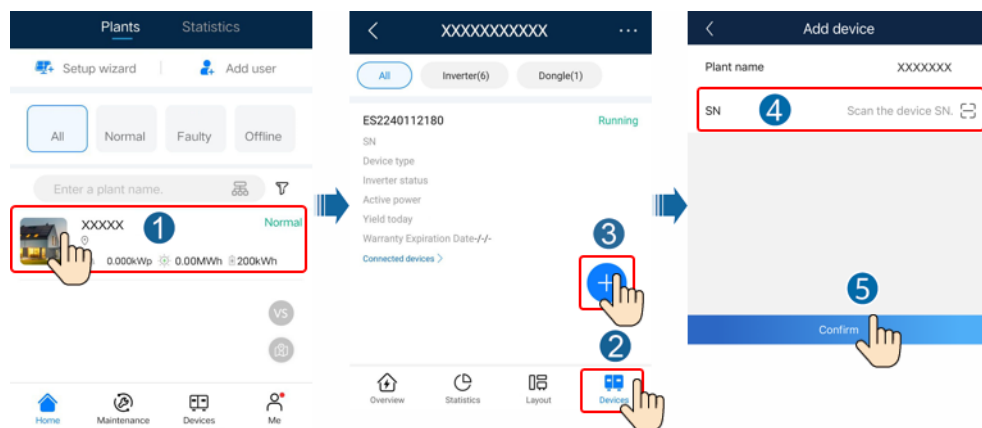 Plants Statistics
Setup wizard Add user
All Normal Faulty Offline
Enter a plant name.
XXXXX 1 Normal
0.000kWp 0.00MWh 200kWh
VS
Home Maintenance Devices Me
XXXXXXXXXXX ...
All Inverter(6) Dongle(1)
ES2240112180 Running
SN
Device type
Inverter status
Active power
Yield today
Warranty Expiration Date-/-/-
Connected devices >
3
+
2
Overview Statistics Layout Devices
Add device
Plant name XXXXXXX
SN 4 Scan the device SN.
5
Confirm